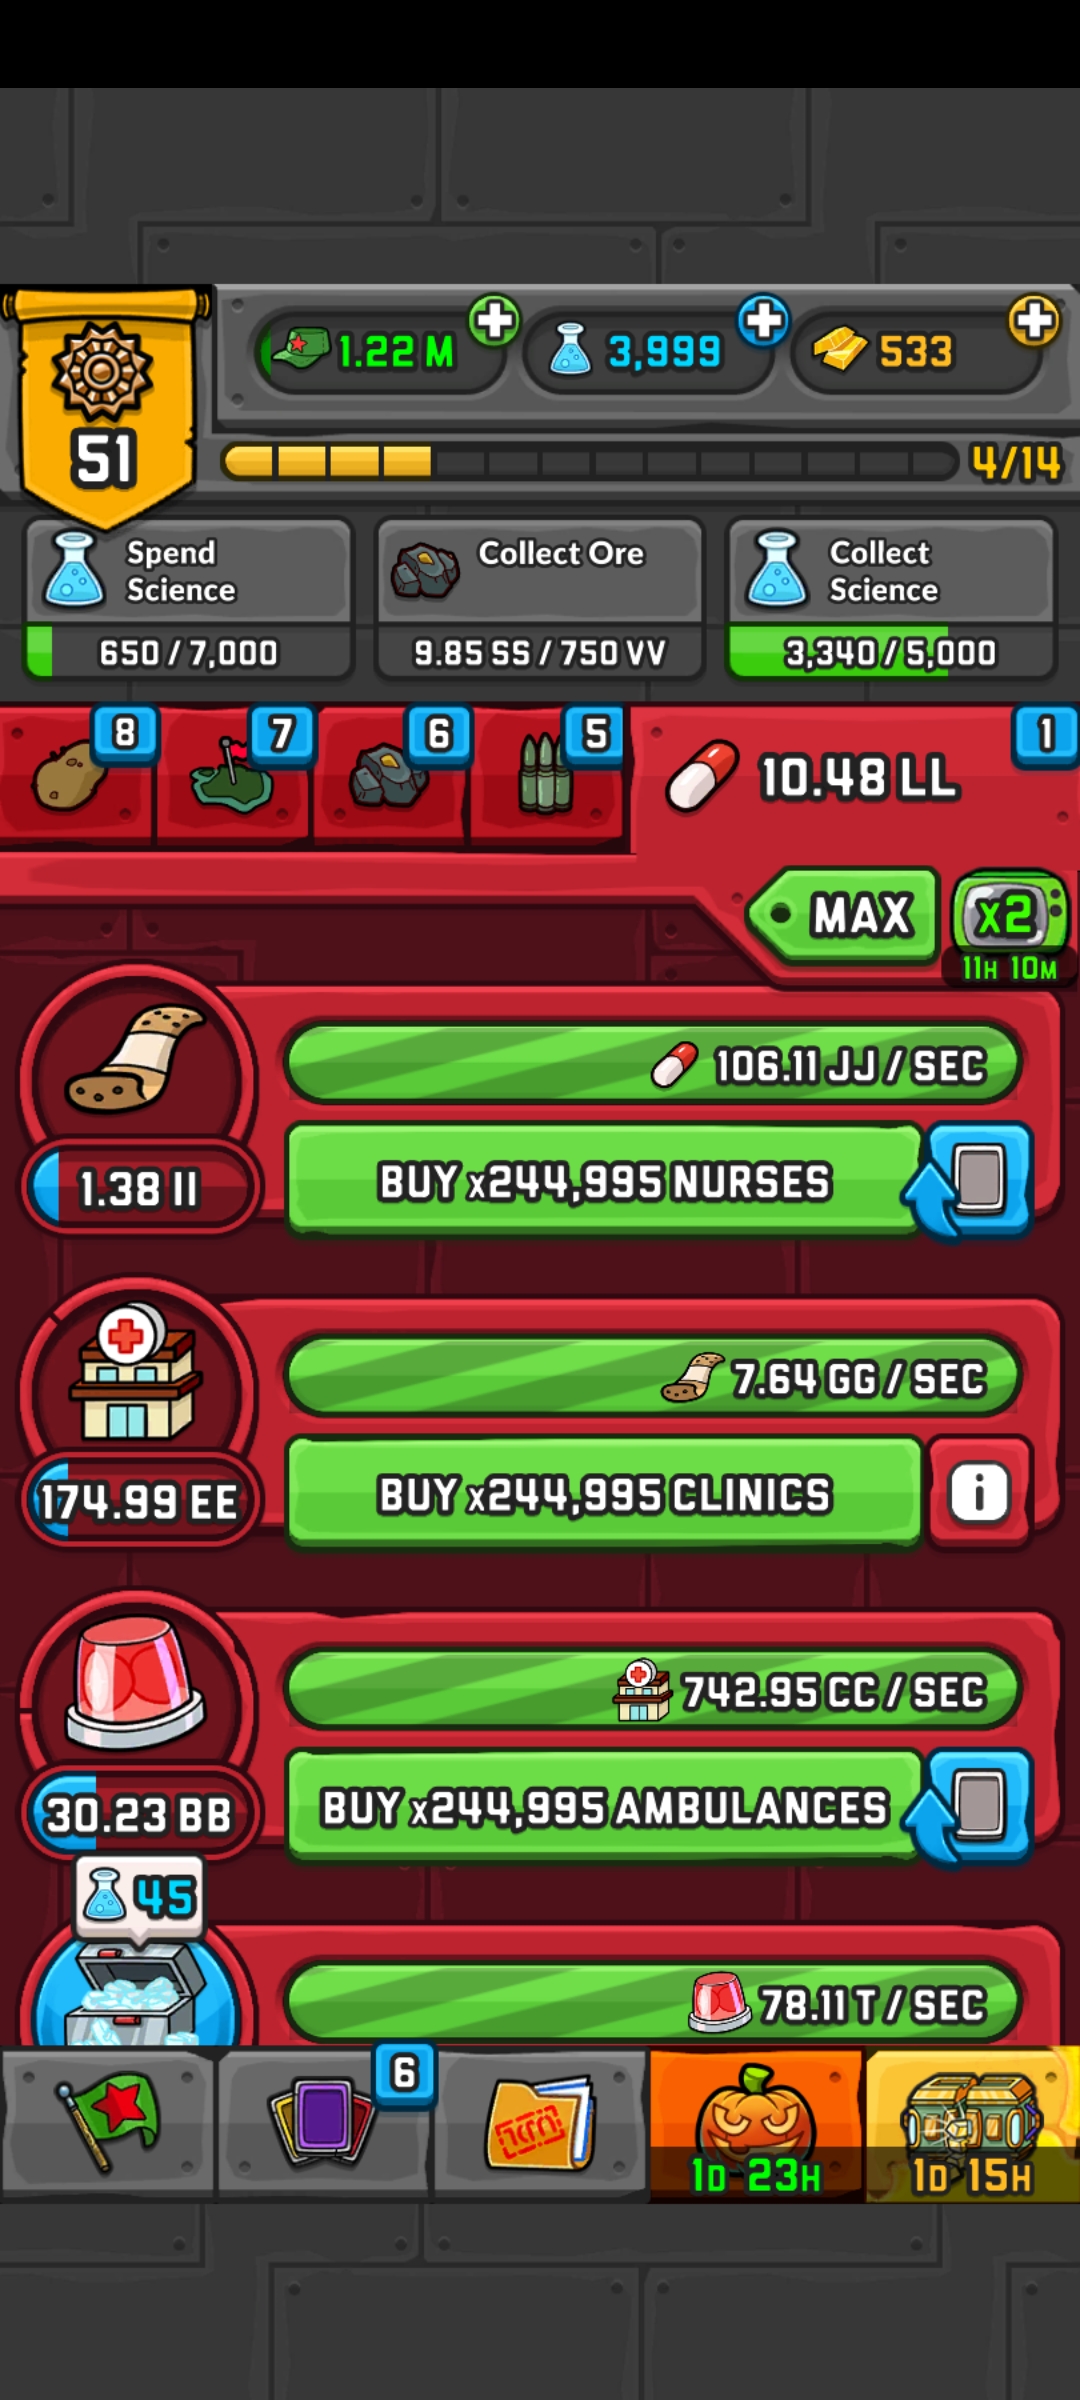 51
1.22 M
3,999
533
4/14
Spend
Science
650 / 7,000
Collect Ore
9.85 SS / 750 VV
Collect
Science
3,340 / 5,000
8
7
6
5
1
10.48 LL
MAX
x2
11H 10M
106.11 JJ / SEC
1.38 II
BUY x244,995 NURSES
7.64 GG / SEC
174.99 EE
BUY x244,995 CLINICS
i
742.95 CC / SEC
30.23 BB
BUY x244,995 AMBULANCES
45
78.11 T / SEC
6
1D 23H
1D 15H